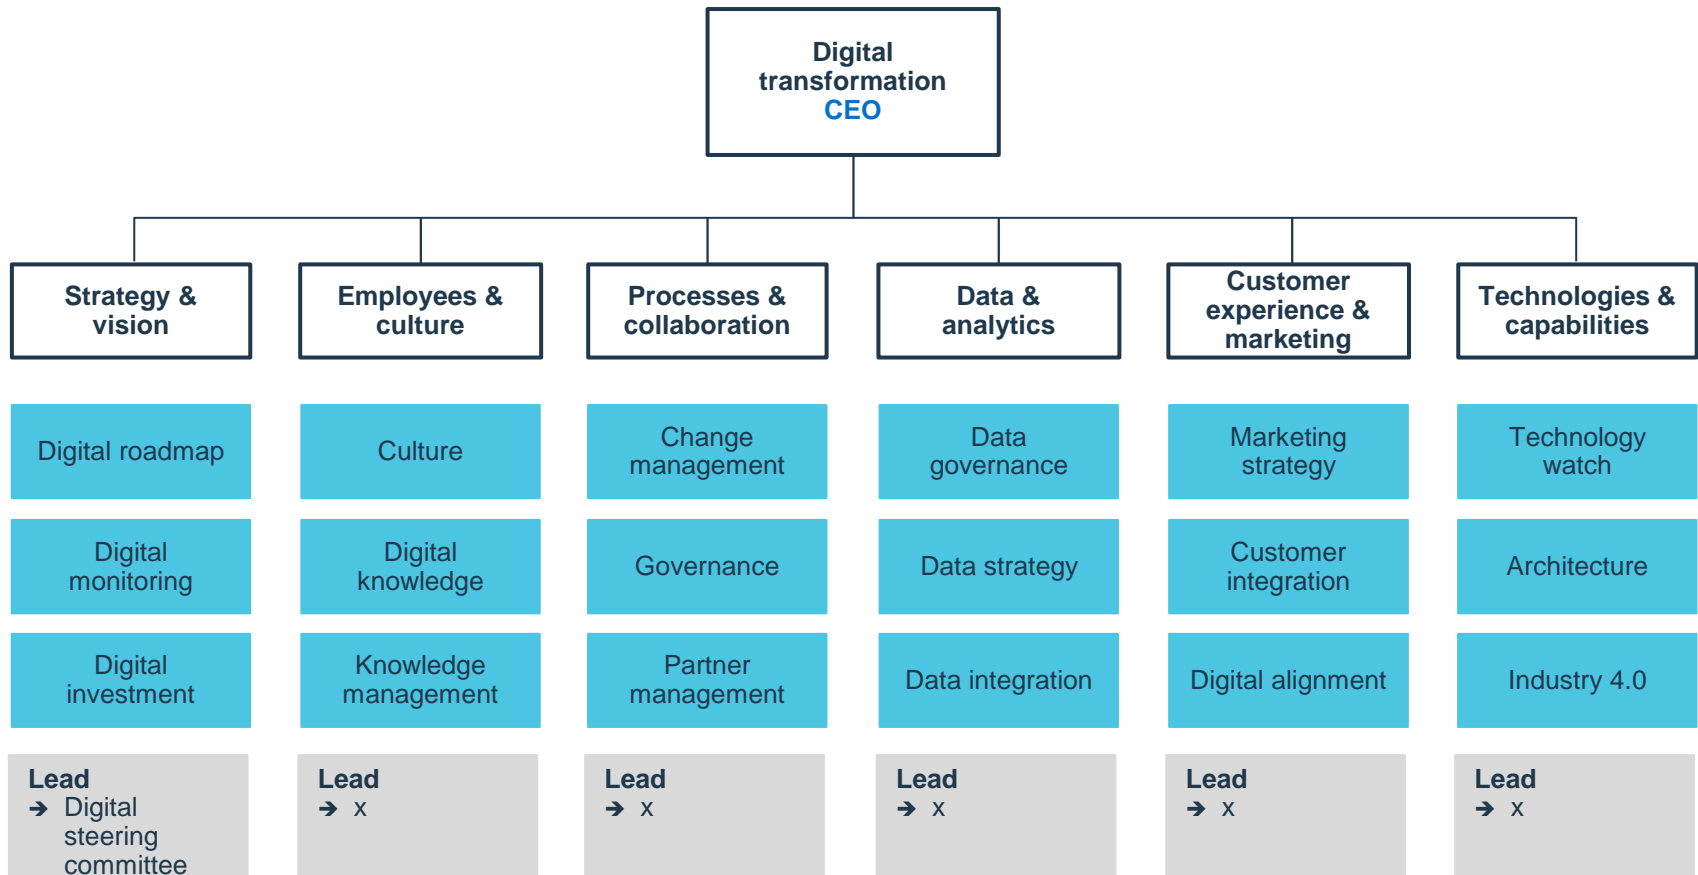 Digital
transformation
CEO
Strategy &
vision
Employees &
culture
Processes &
collaboration
Data &
analytics
Customer
experience &
marketing
Technologies &
capabilities
Digital roadmap
Culture
Change
management
Data
governance
Marketing
strategy
Technology
watch
Digital
monitoring
Digital
knowledge
Governance
Data strategy
Customer
integration
Architecture
Digital
investment
Knowledge
management
Partner
management
Data integration
Digital alignment
Industry 4.0
Lead
➔ Digital
steering
committee
Lead
➔ x
Lead
➔ x
Lead
➔ x
Lead
➔ x
Lead
➔ x